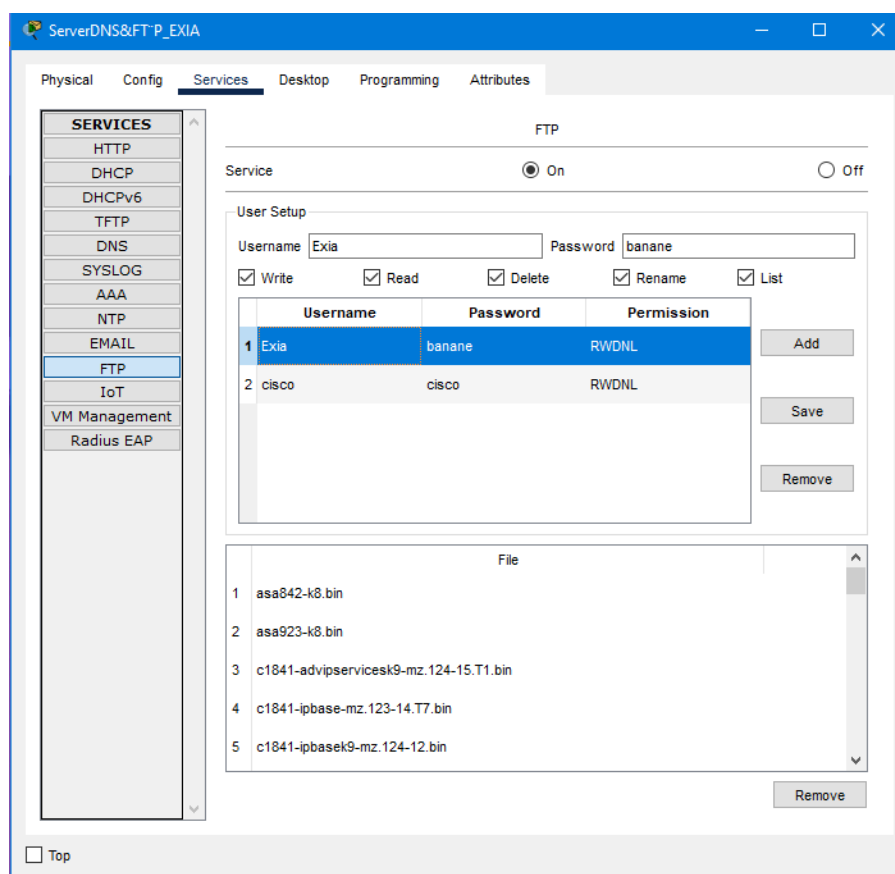 ServerDNS&FT¨P_EXIA
Physical Config Services Desktop Programming Attributes
SERVICES
HTTP
DHCP
DHCPv6
TFTP
DNS
SYSLOG
AAA
NTP
EMAIL
FTP
IoT
VM Management
Radius EAP
FTP
Service On Off
User Setup
Username Exia Password banane
Write Read Delete Rename List
Username Password Permission
1 Exia banane RWDNL
2 cisco cisco RWDNL
Add
Save
Remove
File
1 asa842-k8.bin
2 asa923-k8.bin
3 c1841-advipservicesk9-mz.124-15.T1.bin
4 c1841-ipbase-mz.123-14.T7.bin
5 c1841-ipbasek9-mz.124-12.bin
Remove
Top